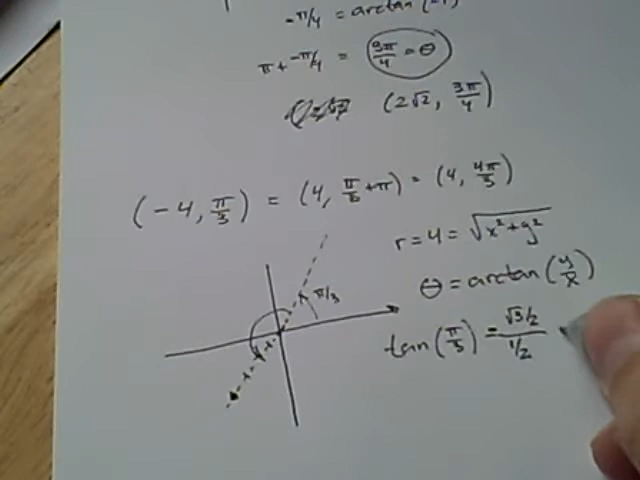 -π/4 = arctan(-1)
π + -π/4 = 3π/4 = θ
(2√2, 3π/4)
(-4, π/3) = (4, π/3 + π) = (4, 4π/3)
r = 4 = √(x² + y²)
θ = arctan(y/x)
π/3
tan(π/3) = (√3/2)/(1/2)